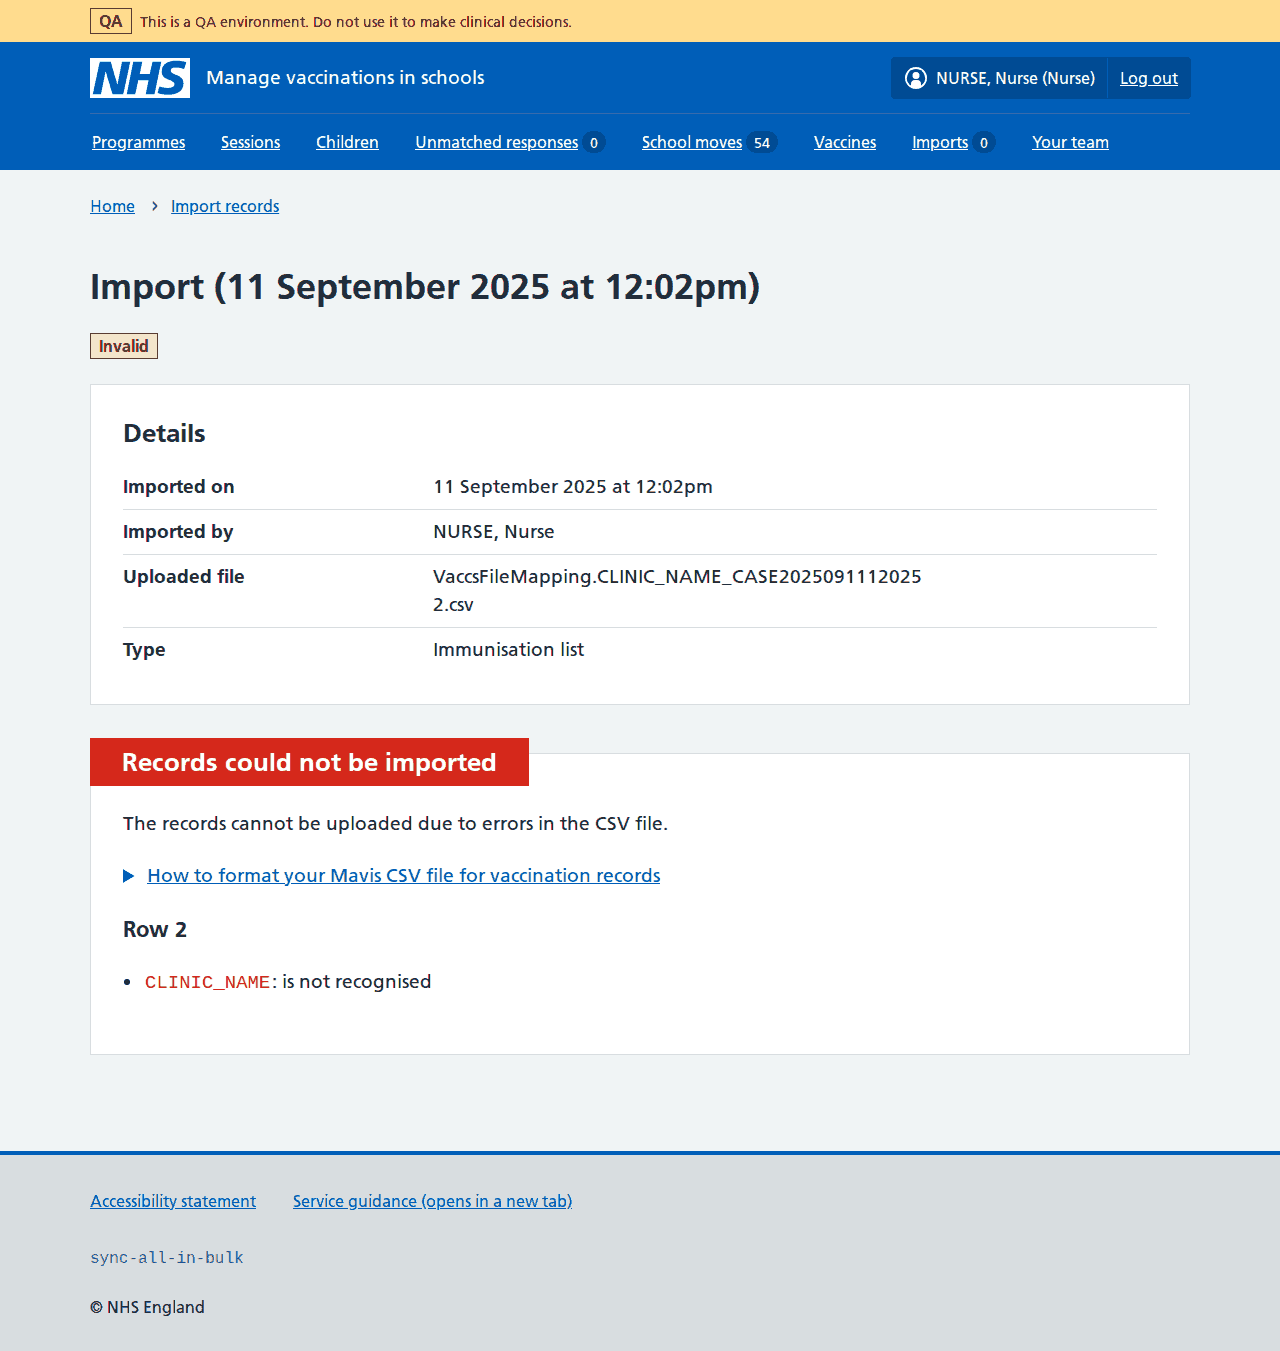 QA This is a QA environment. Do not use it to make clinical decisions.
NHS Manage vaccinations in schools NURSE, Nurse (Nurse) Log out
Programmes Sessions Children Unmatched responses 0 School moves 54 Vaccines Imports 0 Your team
Home › Import records
Import (11 September 2025 at 12:02pm)
Invalid
Details
Imported on 11 September 2025 at 12:02pm
Imported by NURSE, Nurse
Uploaded file VaccsFileMapping.CLINIC_NAME_CASE2025091112025
2.csv
Type Immunisation list
Records could not be imported
The records cannot be uploaded due to errors in the CSV file.
How to format your Mavis CSV file for vaccination records
Row 2
• CLINIC_NAME: is not recognised
Accessibility statement Service guidance (opens in a new tab)
sync-all-in-bulk
© NHS England